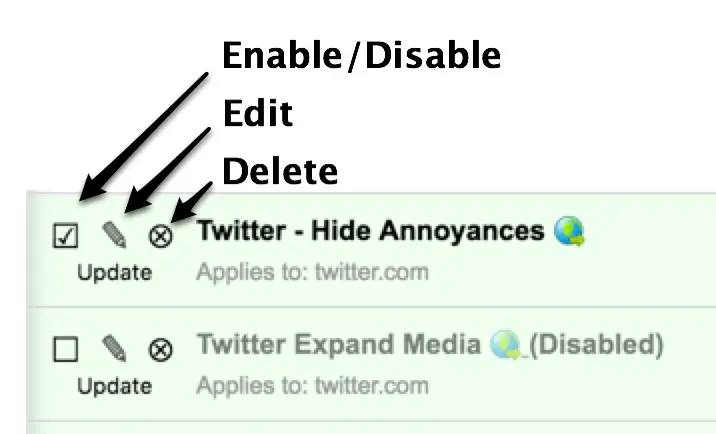 Enable/Disable
Edit
Delete
Twitter - Hide Annoyances
Update
Applies to: twitter.com
Twitter Expand Media (Disabled)
Update
Applies to: twitter.com